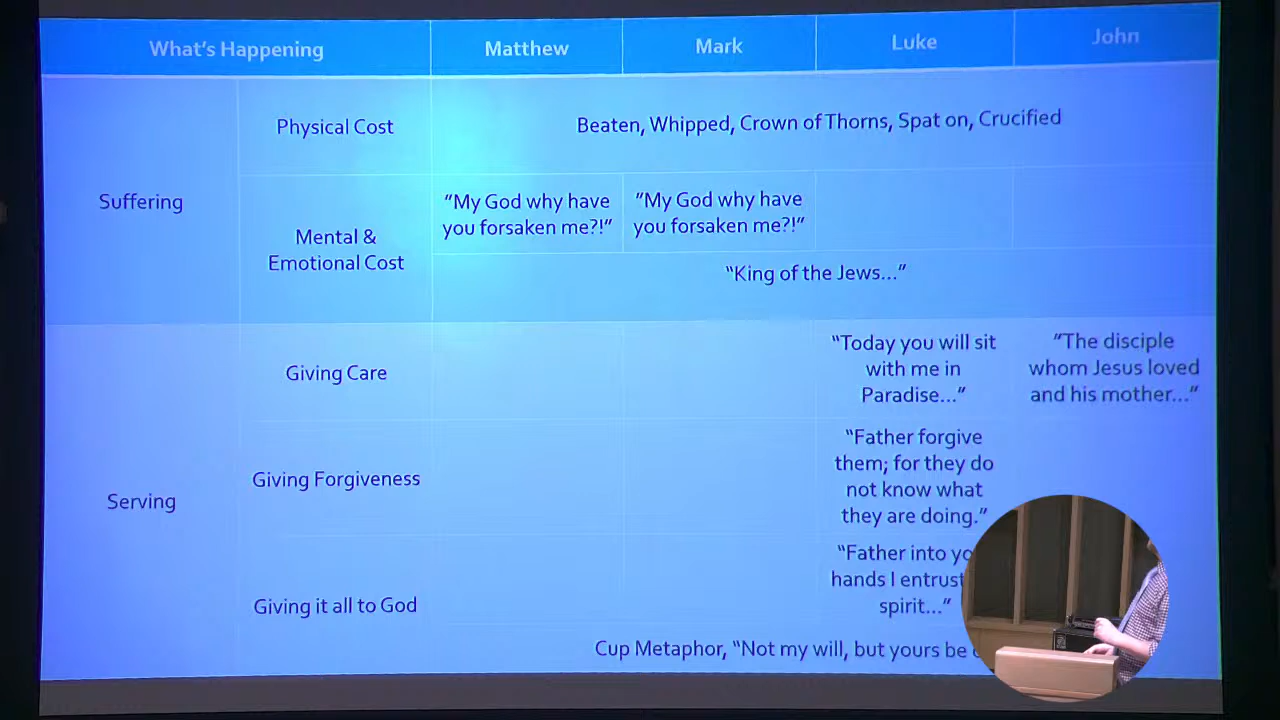 What's Happening
Matthew
Mark
Luke
John
Suffering
Physical Cost
Beaten, Whipped, Crown of Thorns, Spat on, Crucified
Mental &
Emotional Cost
"My God why have
you forsaken me?!"
"My God why have
you forsaken me?!"
"King of the Jews..."
Serving
Giving Care
"Today you will sit
with me in
Paradise..."
"The disciple
whom Jesus loved
and his mother..."
Giving Forgiveness
"Father forgive
them; for they do
not know what
they are doing."
Giving it all to God
"Father into
hands I entrust
spirit..."
Cup Metaphor, "Not my will, but yours be